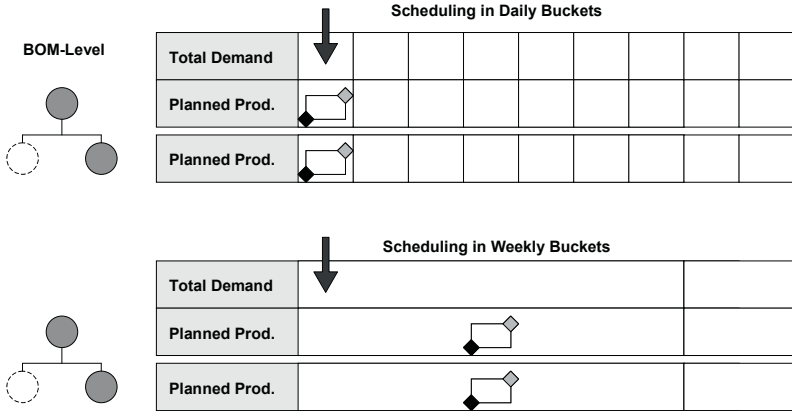 Scheduling in Daily Buckets
BOM-Level
Total Demand
Planned Prod.
Planned Prod.
Scheduling in Weekly Buckets
Total Demand
Planned Prod.
Planned Prod.